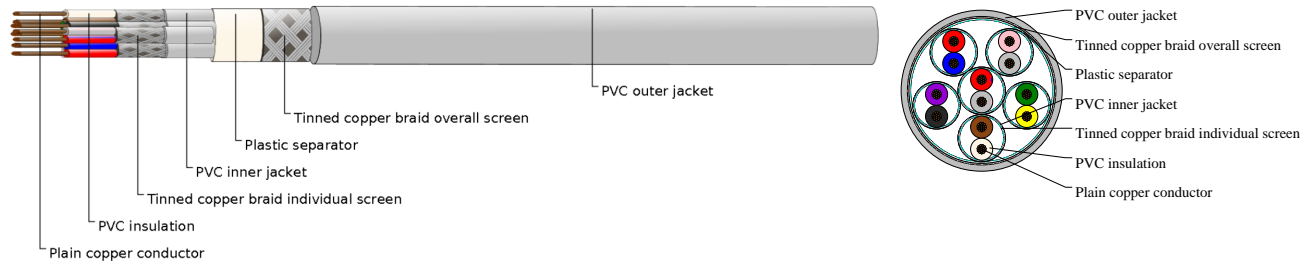 PVC outer jacket
Tinned copper braid overall screen
Plastic separator
PVC inner jacket
Tinned copper braid individual screen
PVC insulation
Plain copper conductor
PVC outer jacket
Tinned copper braid overall screen
Plastic separator
PVC inner jacket
Tinned copper braid individual screen
PVC insulation
Plain copper conductor